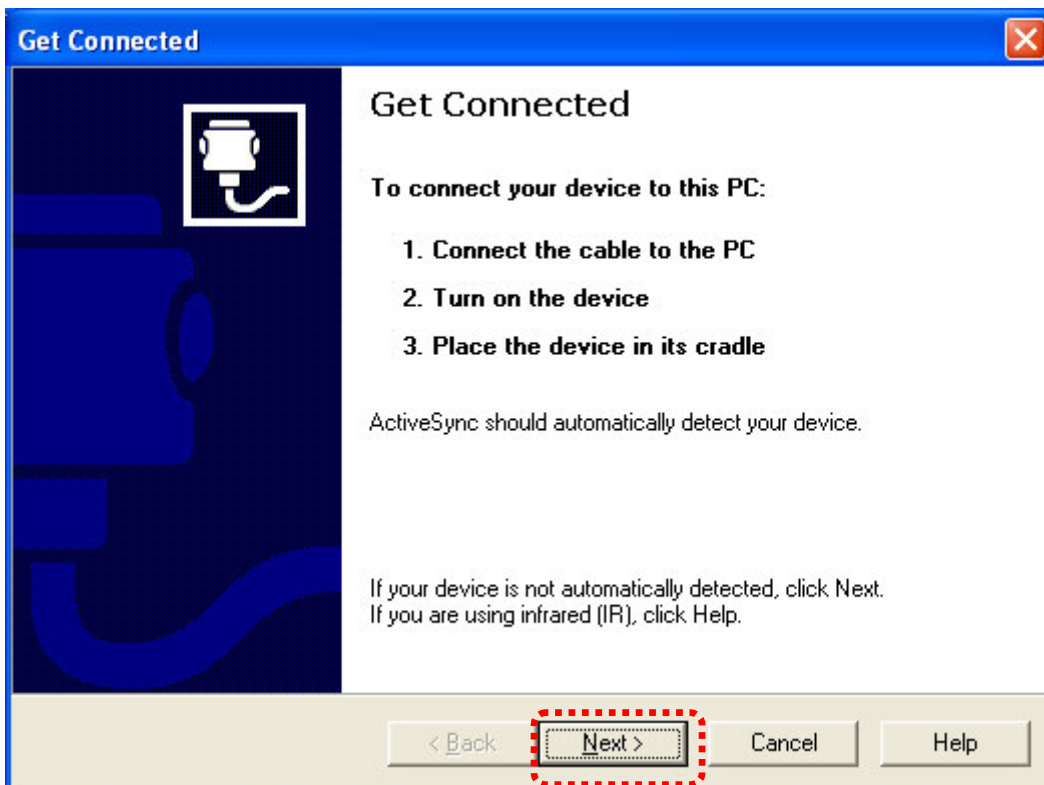 Get Connected
Get Connected
To connect your device to this PC:
1. Connect the cable to the PC
2. Turn on the device
3. Place the device in its cradle
ActiveSync should automatically detect your device.
If your device is not automatically detected, click Next.
If you are using infrared (IR), click Help.
< Back Next > Cancel Help